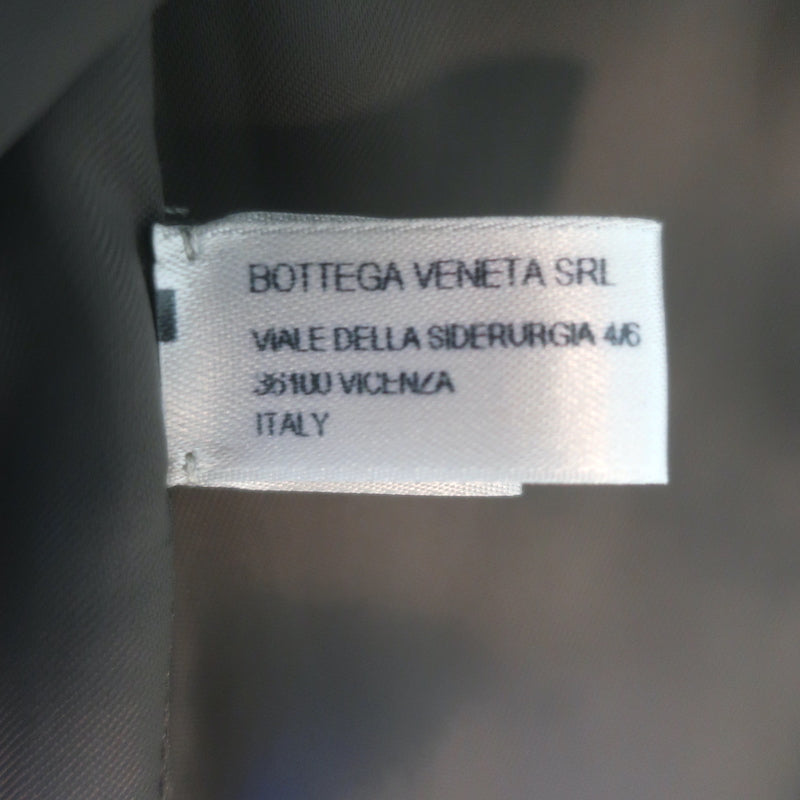 BOTTEGA VENETA SRL
VIALE DELLA SIDERURGIA 4/6
36100 VICENZA
ITALY